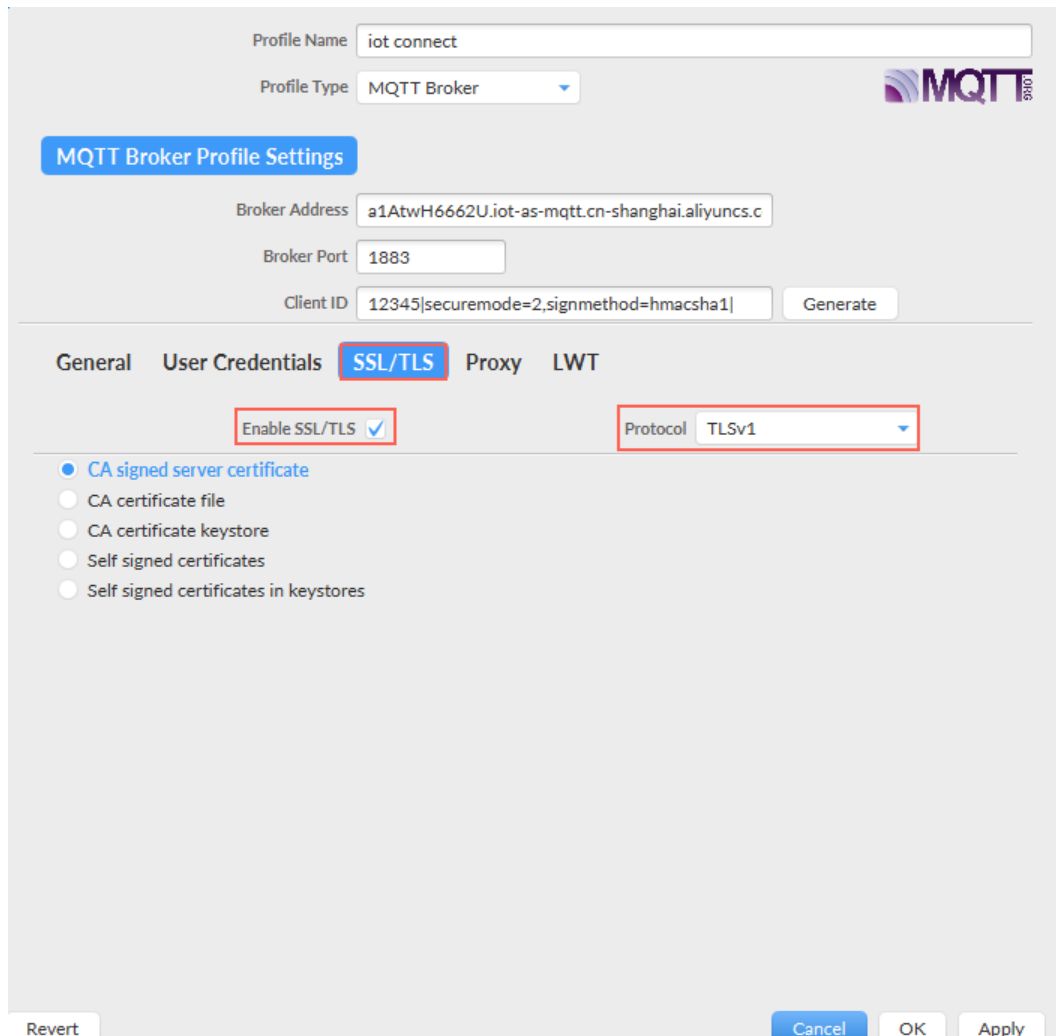 Profile Name iot connect
Profile Type MQTT Broker
MQTT .ORG
MQTT Broker Profile Settings
Broker Address a1AtwH6662U.iot-as-mqtt.cn-shanghai.aliyuncs.c
Broker Port 1883
Client ID 12345|securemode=2,signmethod=hmacsha1| Generate
General User Credentials SSL/TLS Proxy LWT
Enable SSL/TLS Protocol TLSv1
CA signed server certificate
CA certificate file
CA certificate keystore
Self signed certificates
Self signed certificates in keystores
Revert Cancel OK Apply